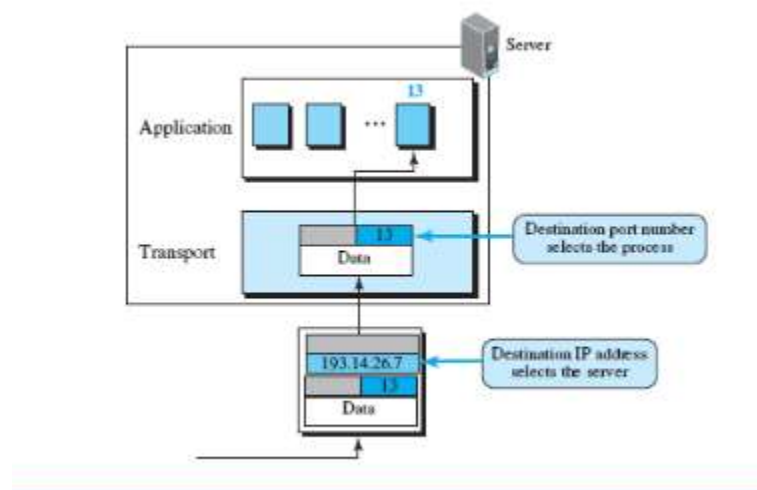 Server
13
Application
...
13
Destination port number
selects the process
Transport
Data
193.14.26.7
Destination IP address
selects the server
13
Data